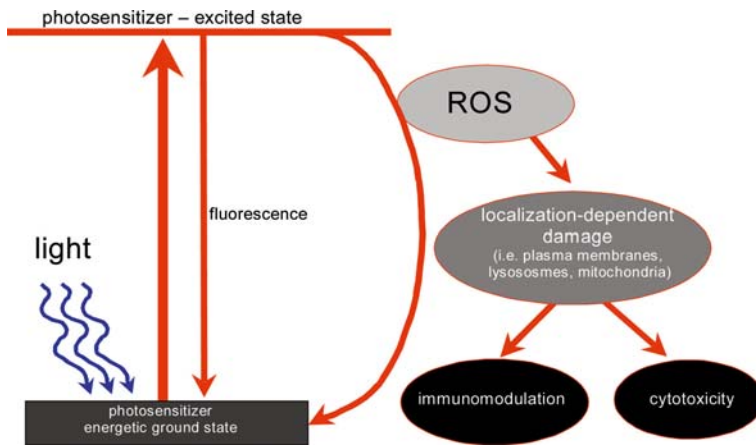 photosensitizer – excited state
ROS
fluorescence
localization-dependent
damage
(i.e. plasma membranes,
lysososmes, mitochondria)
light
immunomodulation
cytotoxicity
photosensitizer
energetic ground state